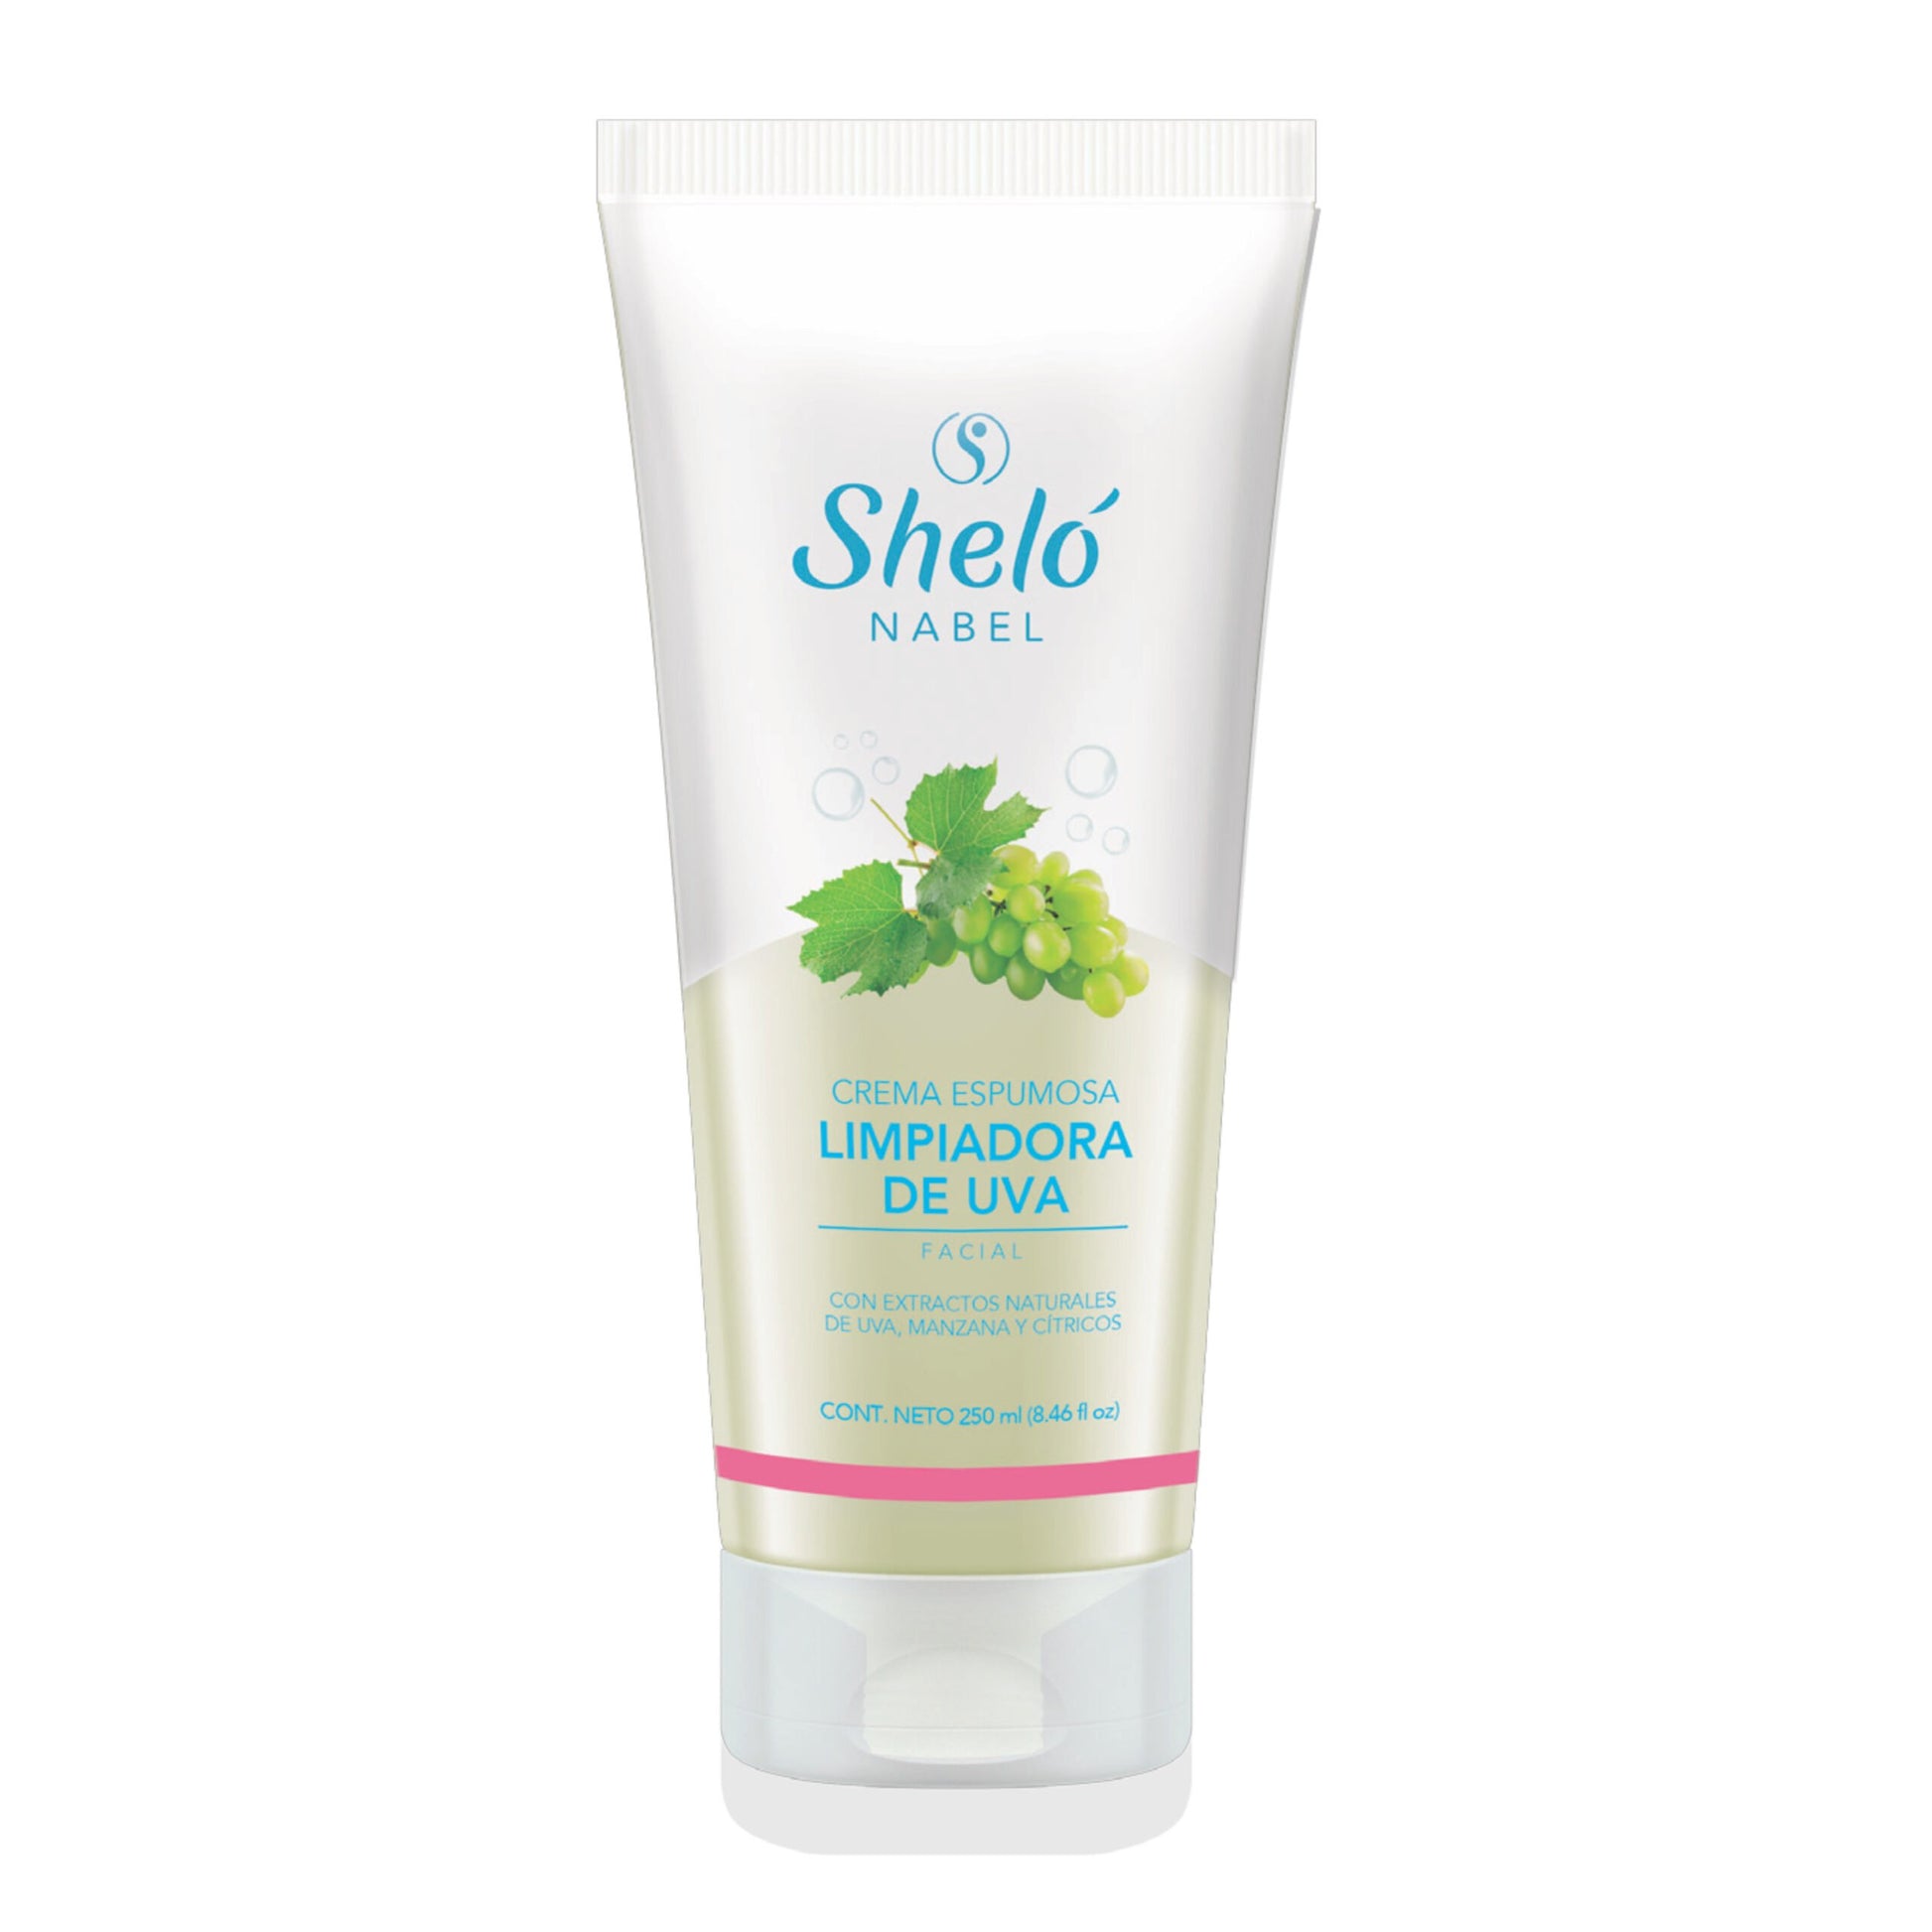 Sheló
NABEL
CREMA ESPUMOSA
LIMPIADORA
DE UVA
FACIAL
CON EXTRACTOS NATURALES
DE UVA, MANZANA Y CÍTRICOS
CONT. NETO 250 ml (8.46 fl oz)